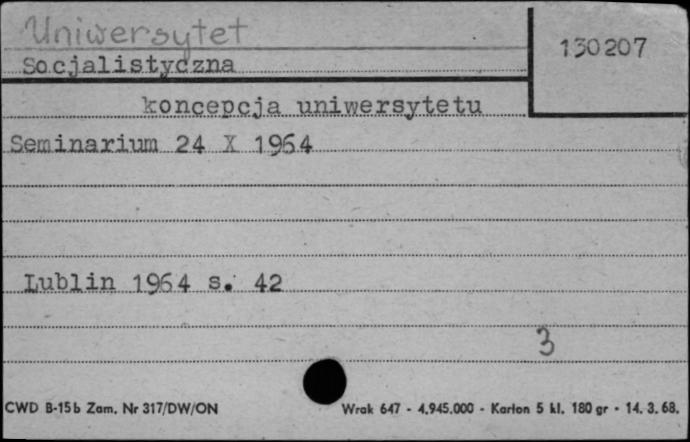 Uniwersytet
130207
Socjalistyczna
koncepcja uniwersytetu
Seminarium 24 X 1964
Lublin 1964 s. 42
3
CWD B-15b Zam. Nr 317/DW/ON Wrak 647 - 4.945.000 - Karton 5 kl. 180 gr - 14. 3. 68.